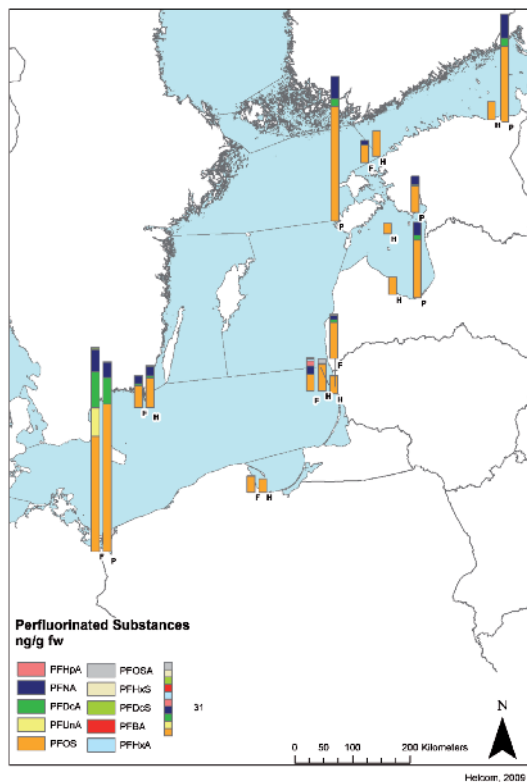 H
P
F
H
P
P
H
H
P
F
F
H
H
F
H
F
H
F
P
Perfluorinated Substances
ng/g fw
PFHpA
PFOSA
PFNA
PFHxS
PFDcA
PFDcS
31
PFUnA
PFBA
PFOS
PFHxA
N
0 50 100 200 Kilometers
Helcom, 2009